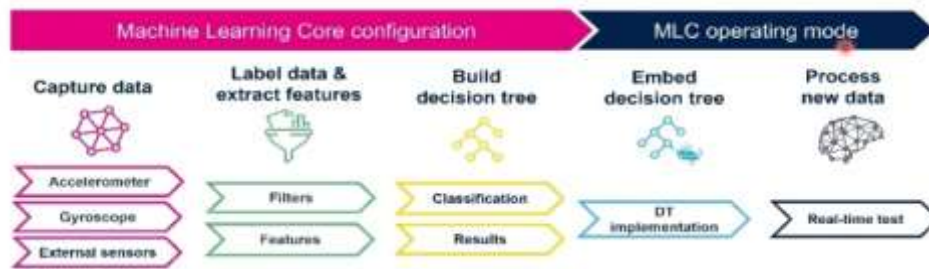 Machine Learning Core configuration
MLC operating mode
Capture data
Accelerometer
Gyroscope
External sensors
Label data &
extract features
Filters
Features
Build
decision tree
Classification
Results
Embed
decision tree
DT
implementation
Process
new data
Real-time test